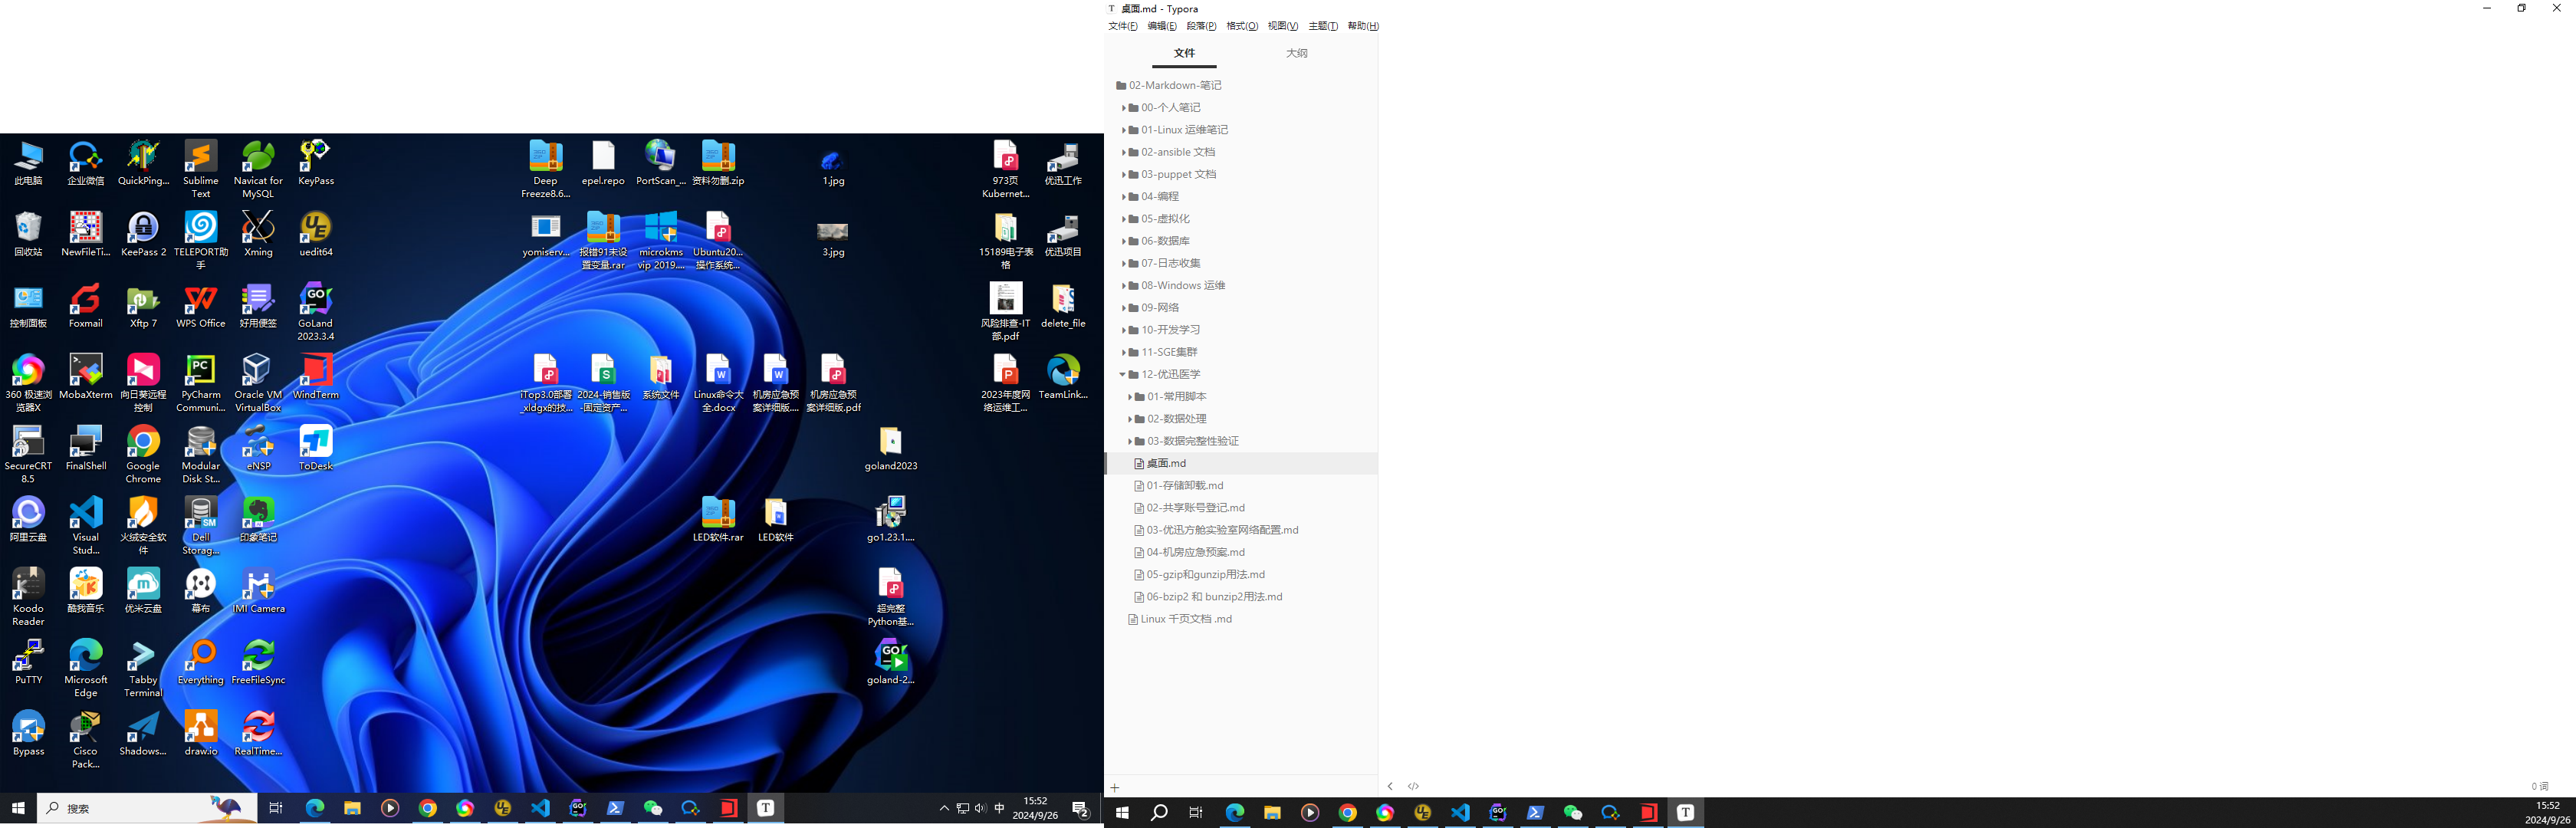 桌面.md - Typora
文件(F) 编辑(E) 段落(P) 格式(O) 视图(V) 主题(T) 帮助(H)
文件 大纲
02-Markdown-笔记
00-个人笔记
01-Linux 运维笔记
02-ansible 文档
03-puppet 文档
04-编程
05-虚拟化
06-数据库
07-日志收集
08-Windows 运维
09-网络
10-开发学习
11-SGE集群
12-优迅医学
01-常用脚本
02-数据处理
03-数据完整性验证
桌面.md
01-存储卸载.md
02-共享账号登记.md
03-优迅方舱实验室网络配置.md
04-机房应急预案.md
05-gzip和gunzip用法.md
06-bzip2 和 bunzip2用法.md
Linux 千页文档 .md
0 词
15:52
2024/9/26
此电脑
企业微信
QuickPing...
Sublime
Text
Navicat for
MySQL
KeyPass
Deep
Freeze8.6...
epel.repo
PortScan_...
资料勿删.zip
1.jpg
973页
Kubernet...
优迅工作
回收站
NewFileTi...
KeePass 2
TELEPORT助
手
Xming
uedit64
yomiserv...
报错91未设
置变量.rar
microkms
vip 2019....
Ubuntu20...
操作系统...
3.jpg
15189电子表
格
优迅项目
控制面板
Foxmail
Xftp 7
WPS Office
好用便签
GoLand
2023.3.4
风险排查-IT
部.pdf
delete_file
360 极速浏
览器X
MobaXterm
向日葵远程
控制
PyCharm
Communi...
Oracle VM
VirtualBox
WindTerm
iTop3.0部署
_xldgx的技...
2024-销售版
-固定资产...
系统文件
Linux命令大
全.docx
机房应急预
案详细版....
机房应急预
案详细版.pdf
2023年度网
络运维工...
TeamLink...
SecureCRT
8.5
FinalShell
Google
Chrome
Modular
Disk St...
eNSP
ToDesk
goland2023
阿里云盘
Visual
Stud...
火绒安全软
件
Dell
Storag...
印象笔记
LED软件.rar
LED软件
go1.23.1....
Koodo
Reader
酷我音乐
优米云盘
幕布
IMI Camera
超完整
Python基...
PuTTY
Microsoft
Edge
Tabby
Terminal
Everything
FreeFileSync
goland-2...
Bypass
Cisco
Pack...
Shadows...
draw.io
RealTime...
搜索
中
15:52
2024/9/26
2